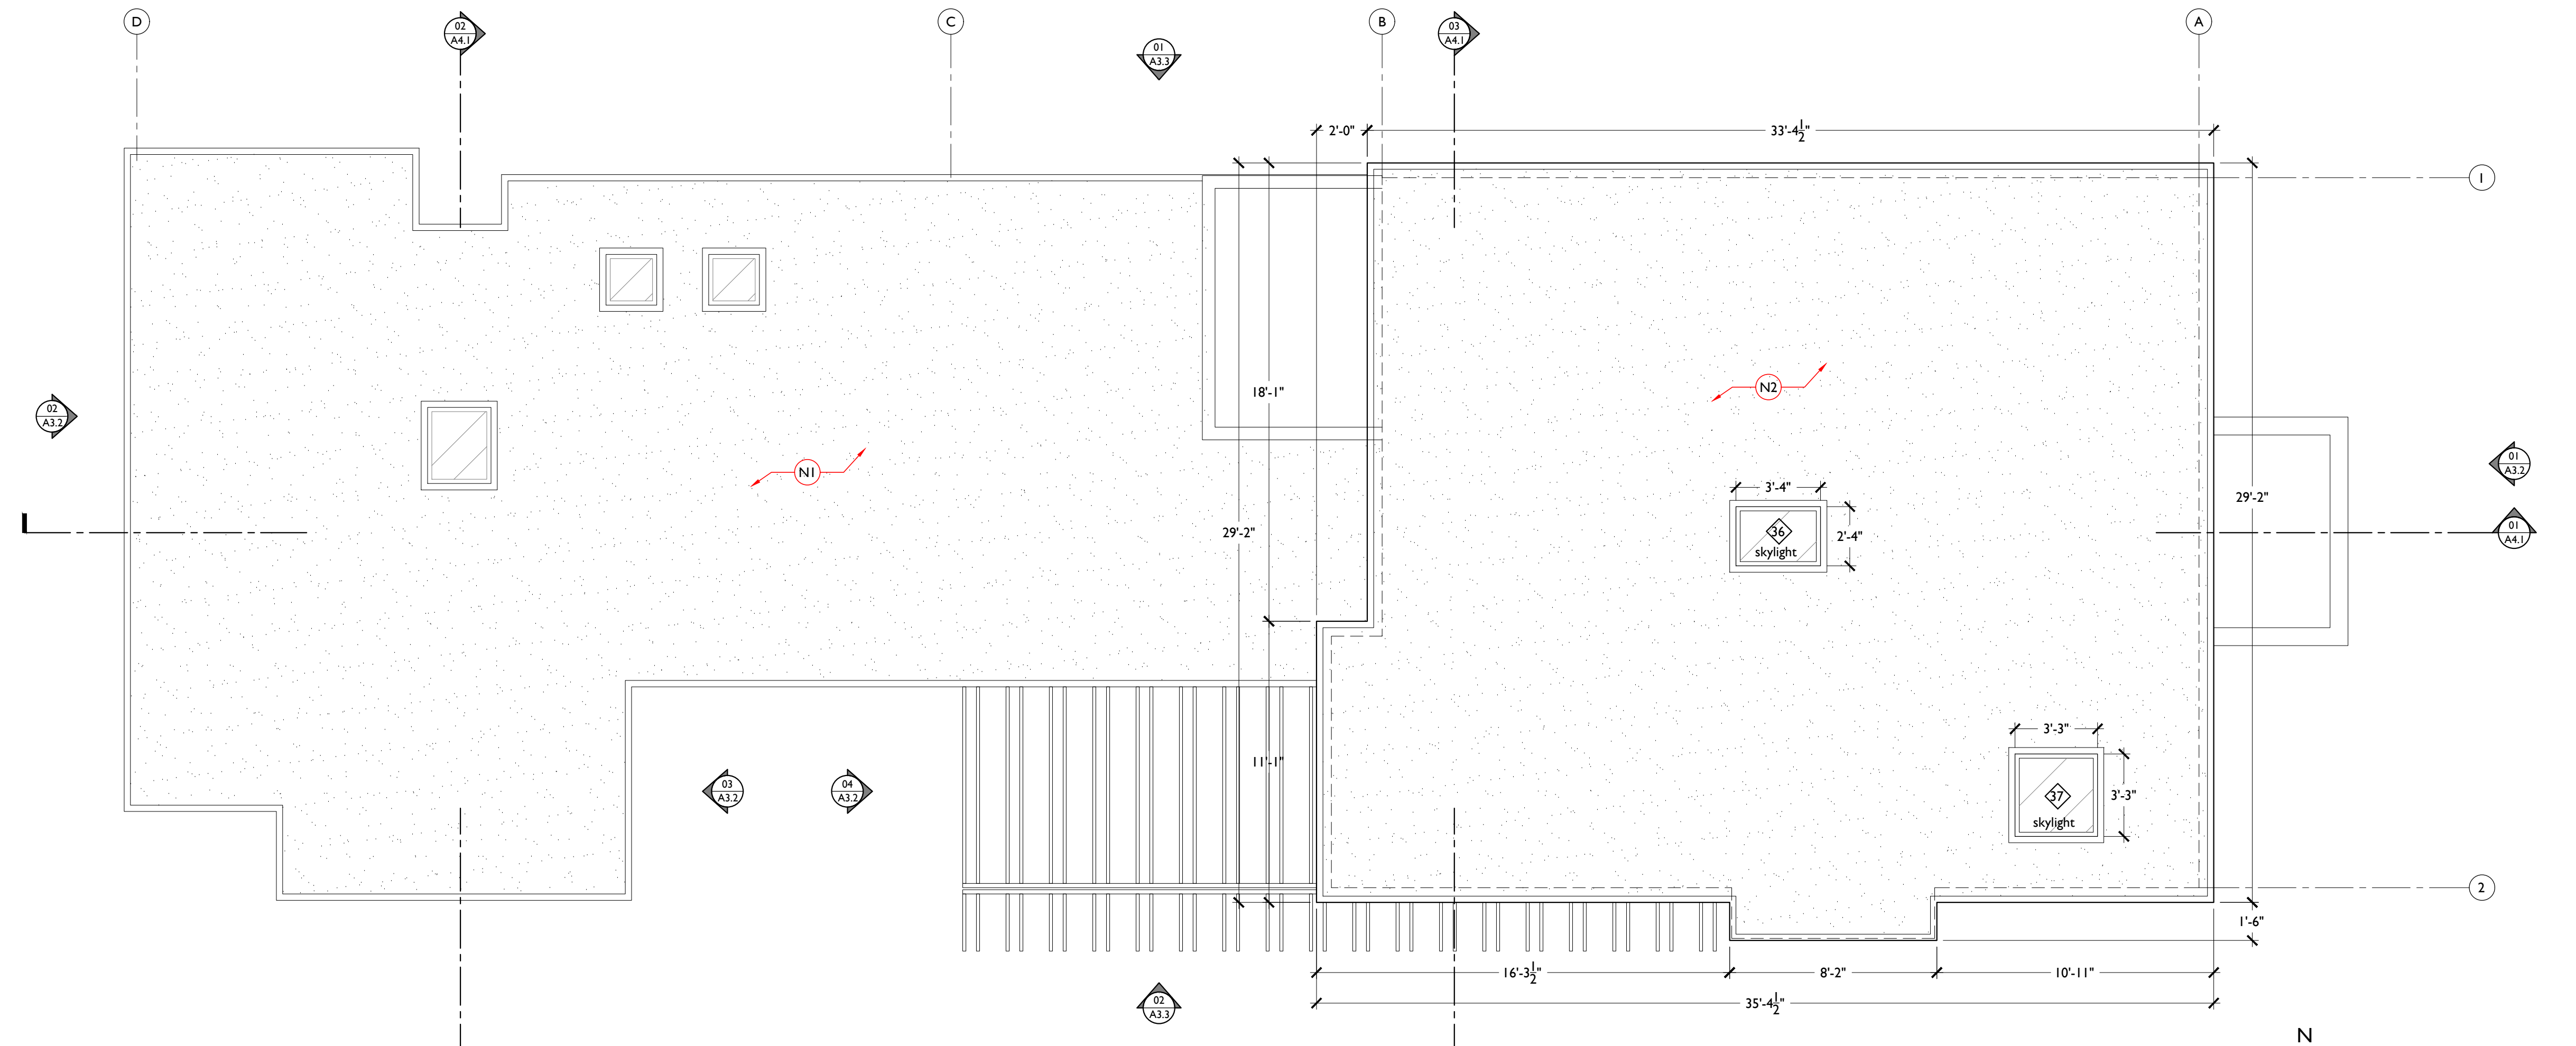 D
02
A4.1
C
01
A3.3
B
03
A4.1
A
2'-0"
33'-4½"
1
18'-1"
N2
02
A3.2
N1
01
A3.2
3'-4"
29'-2"
29'-2"
36
2'-4"
skylight
01
A4.1
3'-3"
11'-1"
03
A3.2
04
A3.2
37
3'-3"
skylight
2
1'-6"
16'-3½"
8'-2"
10'-11"
02
A3.3
35'-4½"
N